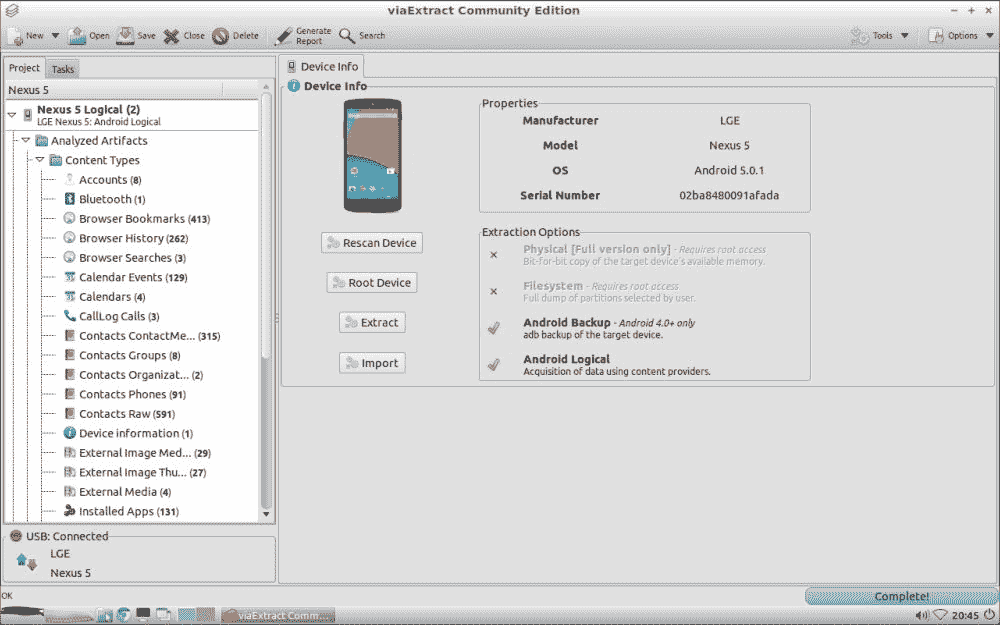 viaExtract Community Edition
New Open Save Close Delete Generate Report Search Tools Options
Project Tasks
Nexus 5
Nexus 5 Logical (2)
LGE Nexus 5: Android Logical
Analyzed Artifacts
Content Types
Accounts (8)
Bluetooth (1)
Browser Bookmarks (413)
Browser History (262)
Browser Searches (3)
Calendar Events (129)
Calendars (4)
CallLog Calls (3)
Contacts ContactMe... (315)
Contacts Groups (8)
Contacts Organizat... (2)
Contacts Phones (91)
Contacts Raw (591)
Device information (1)
External Image Med... (29)
External Image Thu... (27)
External Media (4)
Installed Apps (131)
USB: Connected
LGE
Nexus 5
Device Info
Device Info
Rescan Device
Root Device
Extract
Import
Properties
Manufacturer LGE
Model Nexus 5
OS Android 5.0.1
Serial Number 02ba8480091afada
Extraction Options
Physical [Full version only] - Requires root access
Bit-for-bit copy of the target device's available memory.
Filesystem - Requires root access
Full dump of partitions selected by user.
Android Backup - Android 4.0+ only
adb backup of the target device.
Android Logical
Acquisition of data using content providers.
OK
Complete!
viaExtract Comm...
20:45